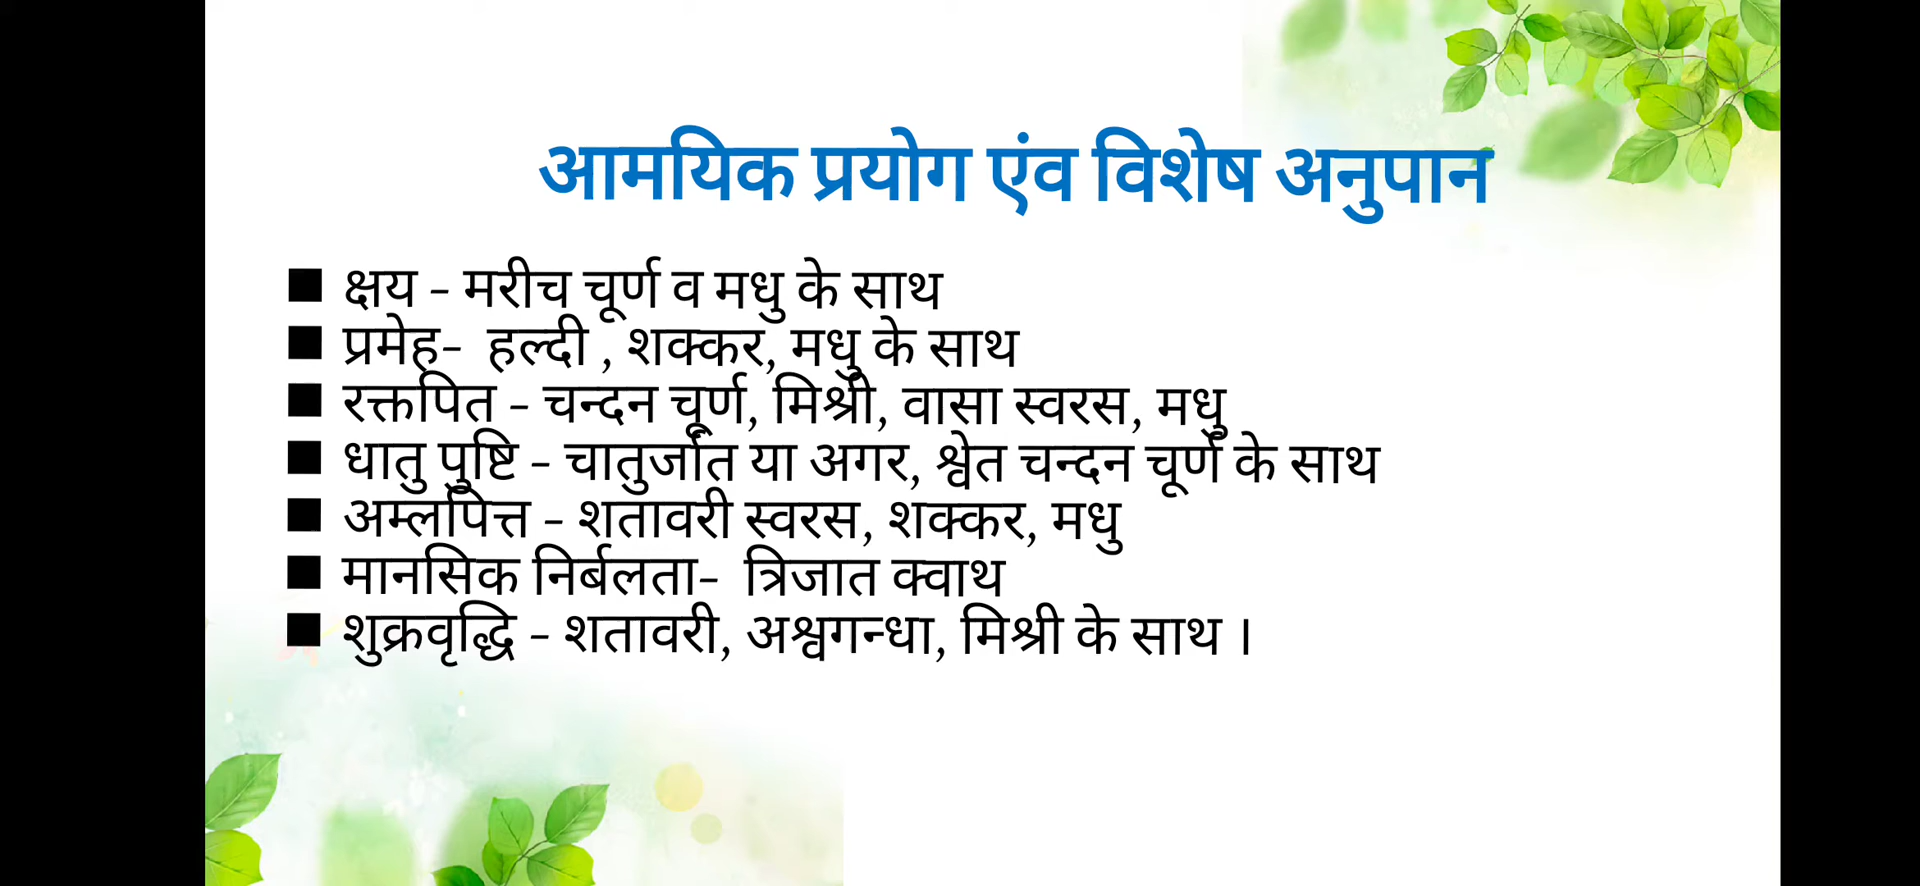 आमयिक प्रयोग एंव विशेष अनुपान
■ क्षय - मरीच चूर्ण व मधु के साथ
■ प्रमेह- हल्दी , शक्कर, मधु के साथ
■ रक्तपित - चन्दन चूर्ण, मिश्री, वासा स्वरस, मधु
■ धातु पुष्टि - चातुर्जात या अगर, श्वेत चन्दन चूर्ण के साथ
■ अम्लपित्त - शतावरी स्वरस, शक्कर, मधु
■ मानसिक निर्बलता- त्रिजात क्वाथ
■ शुक्रवृद्धि - शतावरी, अश्वगन्धा, मिश्री के साथ ।